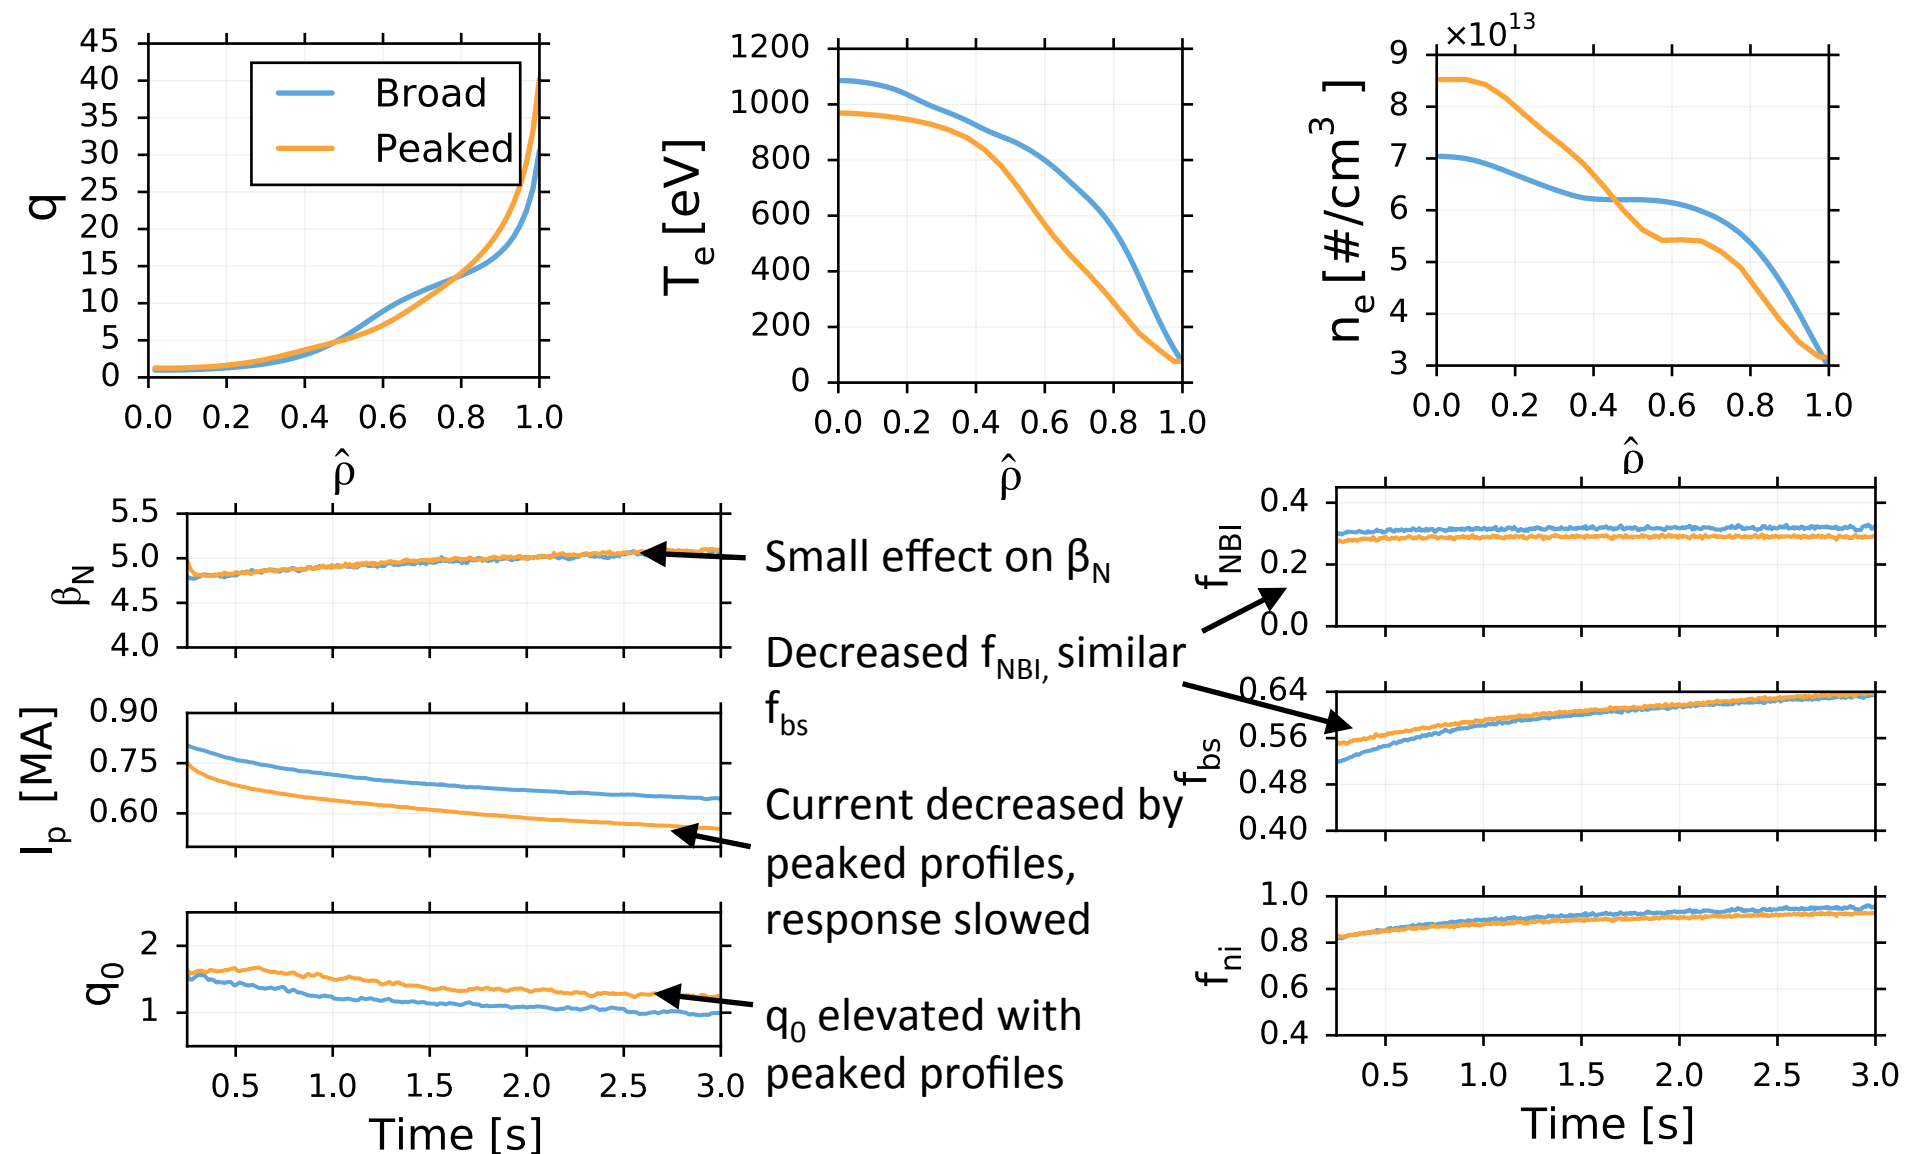 q
45
40
35
30
25
20
15
10
5
0
Broad
Peaked
0.0 0.2 0.4 0.6 0.8 1.0
ρ̂
T_e [eV]
1200
1000
800
600
400
200
0
0.0 0.2 0.4 0.6 0.8 1.0
ρ̂
×10^13
n_e [#/cm^3]
9
8
7
6
5
4
3
0.0 0.2 0.4 0.6 0.8 1.0
ρ̂
β_N
5.5
5.0
4.5
4.0
I_p [MA]
0.90
0.75
0.60
q_0
2
1
0.5 1.0 1.5 2.0 2.5 3.0
Time [s]
Small effect on β_N
Decreased f_NBI, similar
f_bs
Current decreased by
peaked profiles,
response slowed
q_0 elevated with
peaked profiles
f_NBI
0.4
0.2
0.0
f_bs
0.64
0.56
0.48
0.40
f_ni
1.0
0.8
0.6
0.4
0.5 1.0 1.5 2.0 2.5 3.0
Time [s]